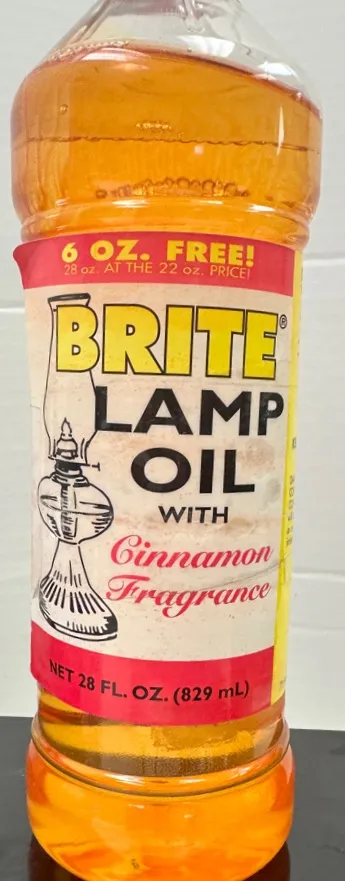 6 OZ. FREE!
28 oz. AT THE 22 oz. PRICE!
BRITE®
LAMP
OIL
WITH
Cinnamon
Fragrance
NET 28 FL. OZ. (829 mL)